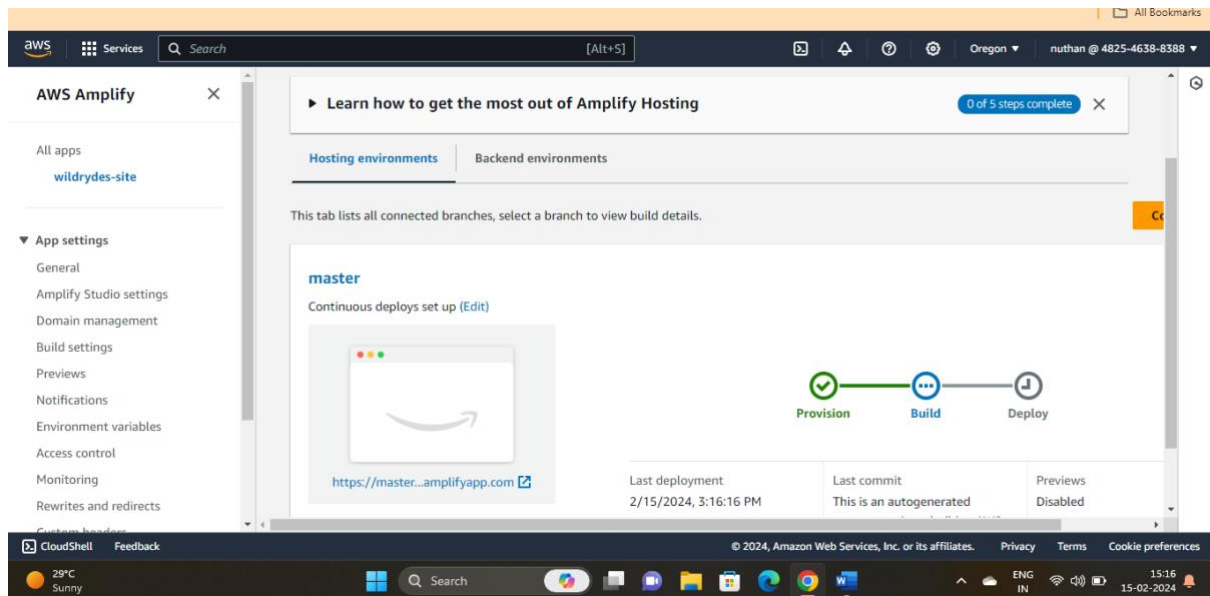 All Bookmarks
aws Services Search [Alt+S] Oregon ▼ nuthan @ 4825-4638-8388 ▼
AWS Amplify
Learn how to get the most out of Amplify Hosting
0 of 5 steps complete
All apps
wildrydes-site
Hosting environments
Backend environments
This tab lists all connected branches, select a branch to view build details.
App settings
General
Amplify Studio settings
Domain management
Build settings
Previews
Notifications
Environment variables
Access control
Monitoring
Rewrites and redirects
Custom headers
master
Continuous deploys set up (Edit)
https://master...amplifyapp.com
Provision
Build
Deploy
Last deployment
2/15/2024, 3:16:16 PM
Last commit
This is an autogenerated
Previews
Disabled
CloudShell Feedback © 2024, Amazon Web Services, Inc. or its affiliates. Privacy Terms Cookie preferences
29°C
Sunny
Search
ENG
IN
15:16
15-02-2024